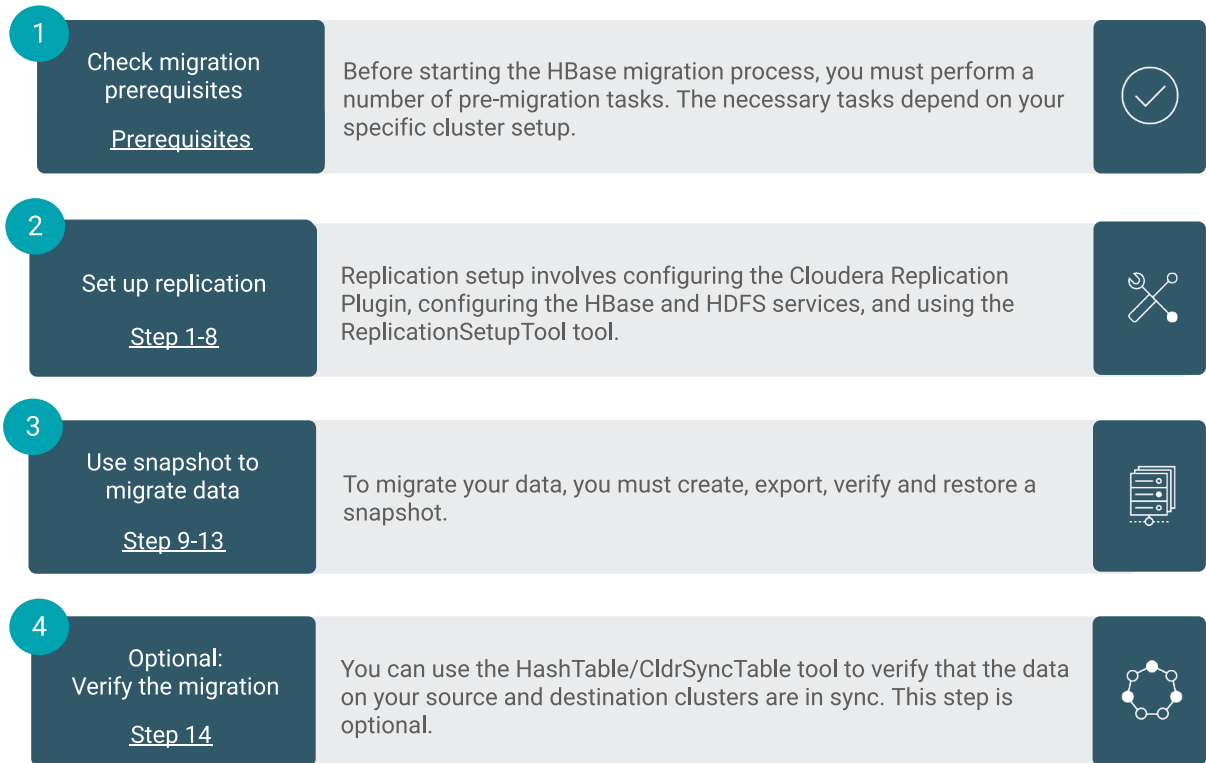 1
Check migration
prerequisites
Prerequisites
Before starting the HBase migration process, you must perform a
number of pre-migration tasks. The necessary tasks depend on your
specific cluster setup.
2
Set up replication
Step 1-8
Replication setup involves configuring the Cloudera Replication
Plugin, configuring the HBase and HDFS services, and using the
ReplicationSetupTool tool.
3
Use snapshot to
migrate data
Step 9-13
To migrate your data, you must create, export, verify and restore a
snapshot.
4
Optional:
Verify the migration
Step 14
You can use the HashTable/CldrSyncTable tool to verify that the data
on your source and destination clusters are in sync. This step is
optional.